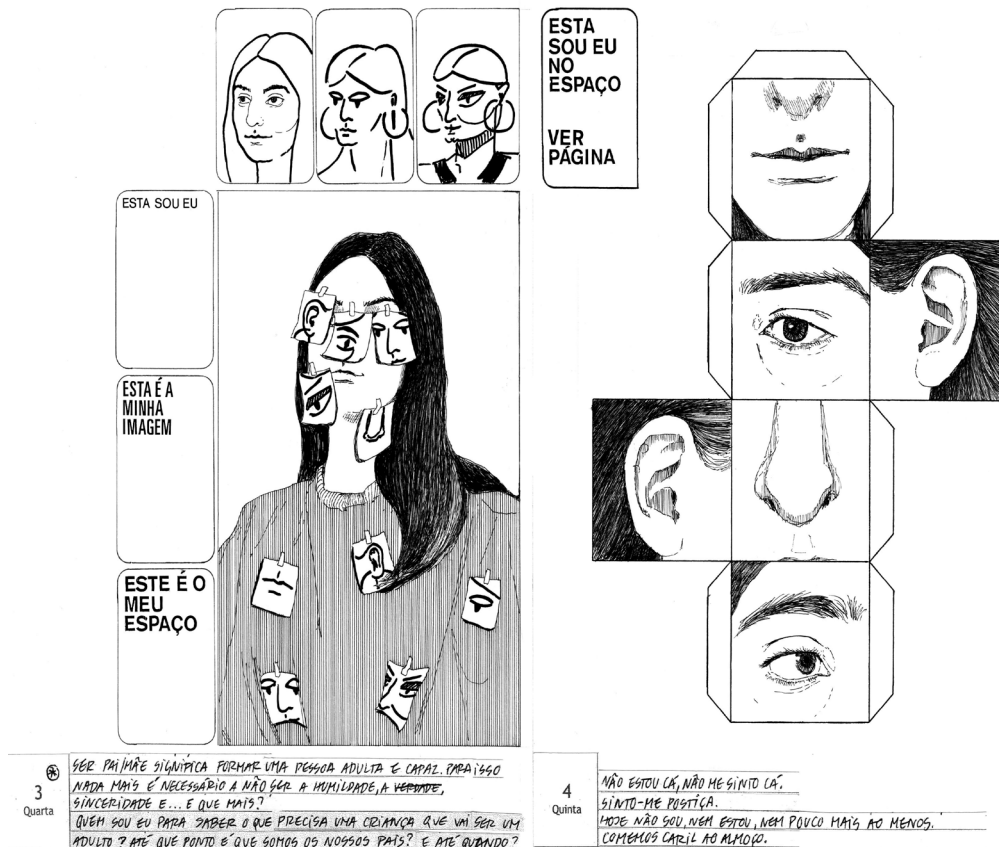 ESTA SOU EU
ESTA É A
MINHA
IMAGEM
ESTE É O
MEU
ESPAÇO
3
Quarta
SER PAI/MÃE SIGNIFICA FORMAR UMA PESSOA ADULTA E CAPAZ. PARA ISSO
NADA MAIS É NECESSÁRIO A NÃO SER A HUMILDADE, A VERDADE,
SINCERIDADE E... E QUE MAIS?
QUEM SOU EU PARA SABER O QUE PRECISA UMA CRIANÇA QUE VAI SER UM
ADULTO? ATÉ QUE PONTO É QUE SOMOS OS NOSSOS PAIS? E ATÉ QUANDO?
ESTA
SOU EU
NO
ESPAÇO
VER
PÁGINA
4
Quinta
NÃO ESTOU CÁ, NÃO ME SINTO CÁ.
SINTO-ME POSTIÇA.
HOJE NÃO SOU, NEM ESTOU, NEM POUCO MAIS AO MENOS.
COMEMOS CARIL AO ALMOÇO.